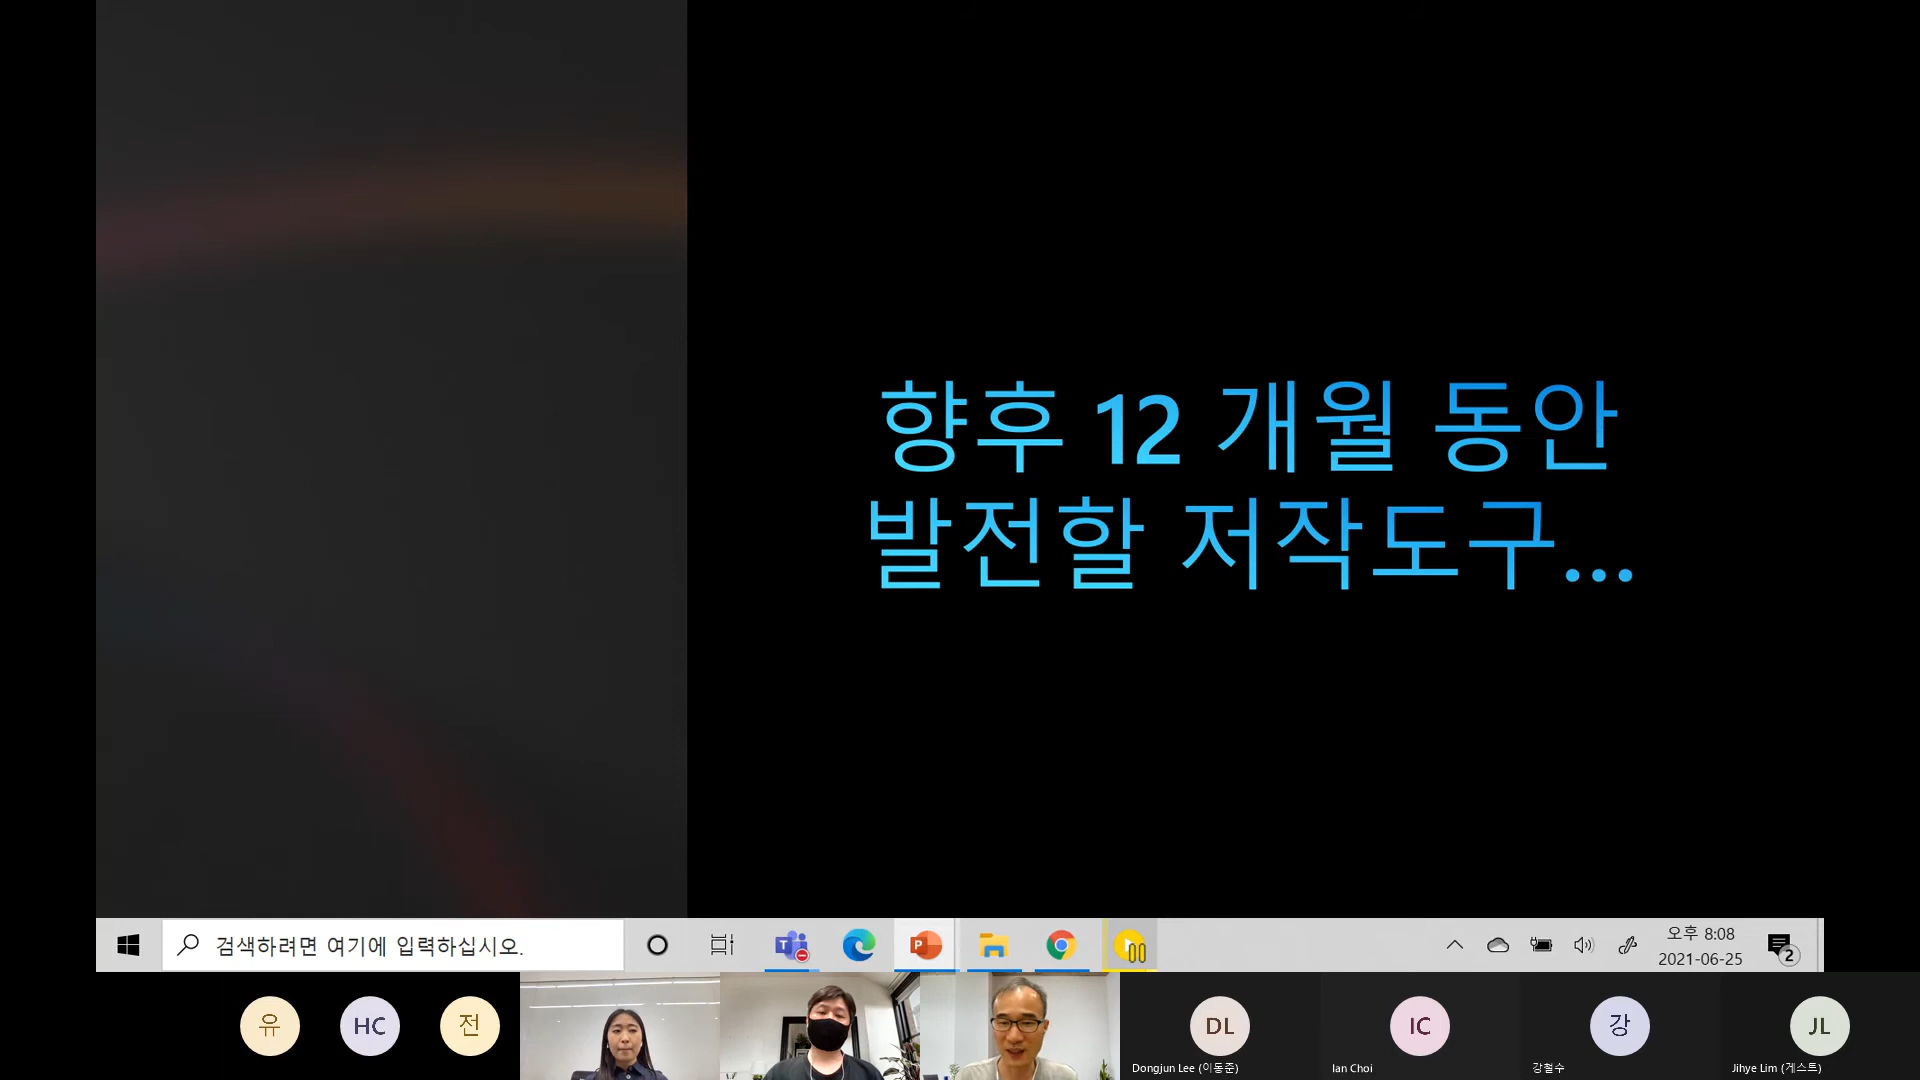 향후 12 개월 동안
발전할 저작도구...
검색하려면 여기에 입력하십시오.
오후 8:08
2021-06-25
2
유
HC
전
DL
IC
강
JL
Dongjun Lee (이동준)
Ian Choi
강철수
Jihye Lim (게스트)